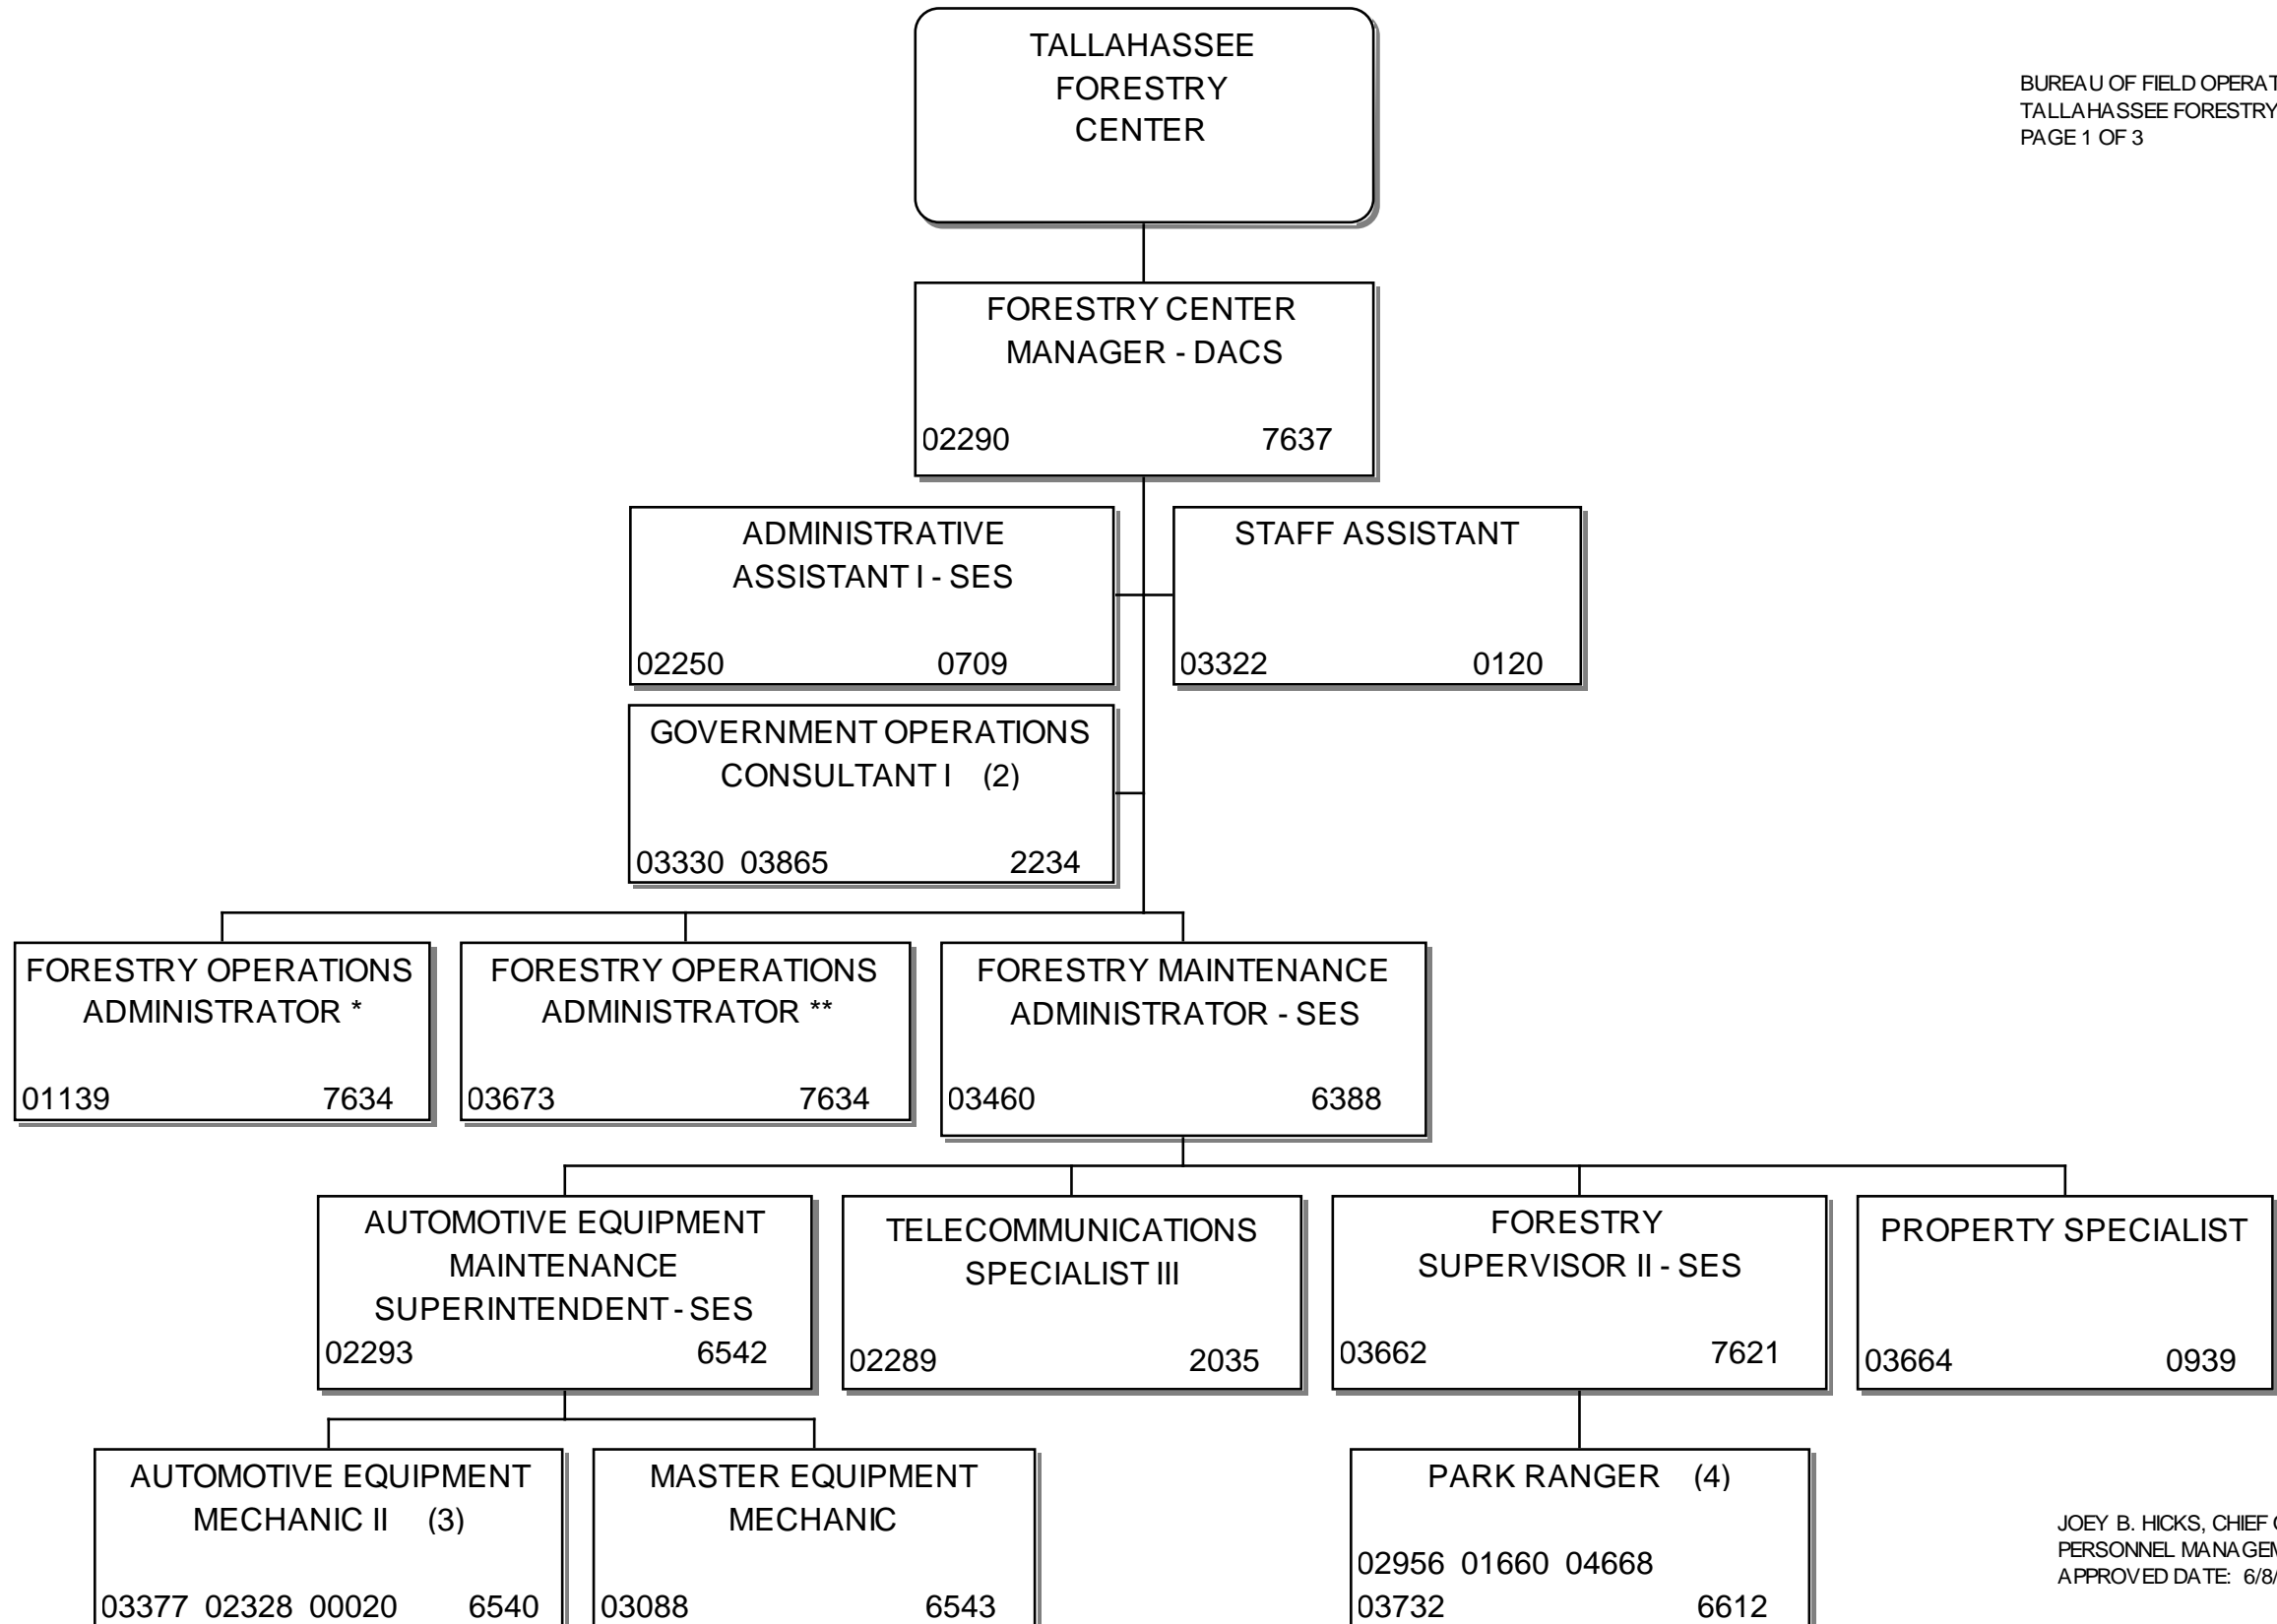 TALLAHASSEE
FORESTRY
CENTER
BUREAU OF FIELD
TALLAHASSEE FORESTRY
PAGE 1 OF 3
FORESTRY CENTER
MANAGER - DACS
02290 7637
ADMINISTRATIVE
ASSISTANT I - SES
02250 0709
STAFF ASSISTANT
03322 0120
GOVERNMENT OPERATIONS
CONSULTANT I (2)
03330 03865 2234
FORESTRY OPERATIONS
ADMINISTRATOR *
01139 7634
FORESTRY OPERATIONS
ADMINISTRATOR **
03673 7634
FORESTRY MAINTENANCE
ADMINISTRATOR - SES
03460 6388
AUTOMOTIVE EQUIPMENT
MAINTENANCE
SUPERINTENDENT - SES
02293 6542
TELECOMMUNICATIONS
SPECIALIST III
02289 2035
FORESTRY
SUPERVISOR II - SES
03662 7621
PROPERTY SPECIALIST
03664 0939
AUTOMOTIVE EQUIPMENT
MECHANIC II (3)
03377 02328 00020 6540
MASTER EQUIPMENT
MECHANIC
03088 6543
PARK RANGER (4)
02956 01660 04668
03732 6612
JOEY B. HICKS, CHIEF
PERSONNEL
APPROVED DATE: 6/8/